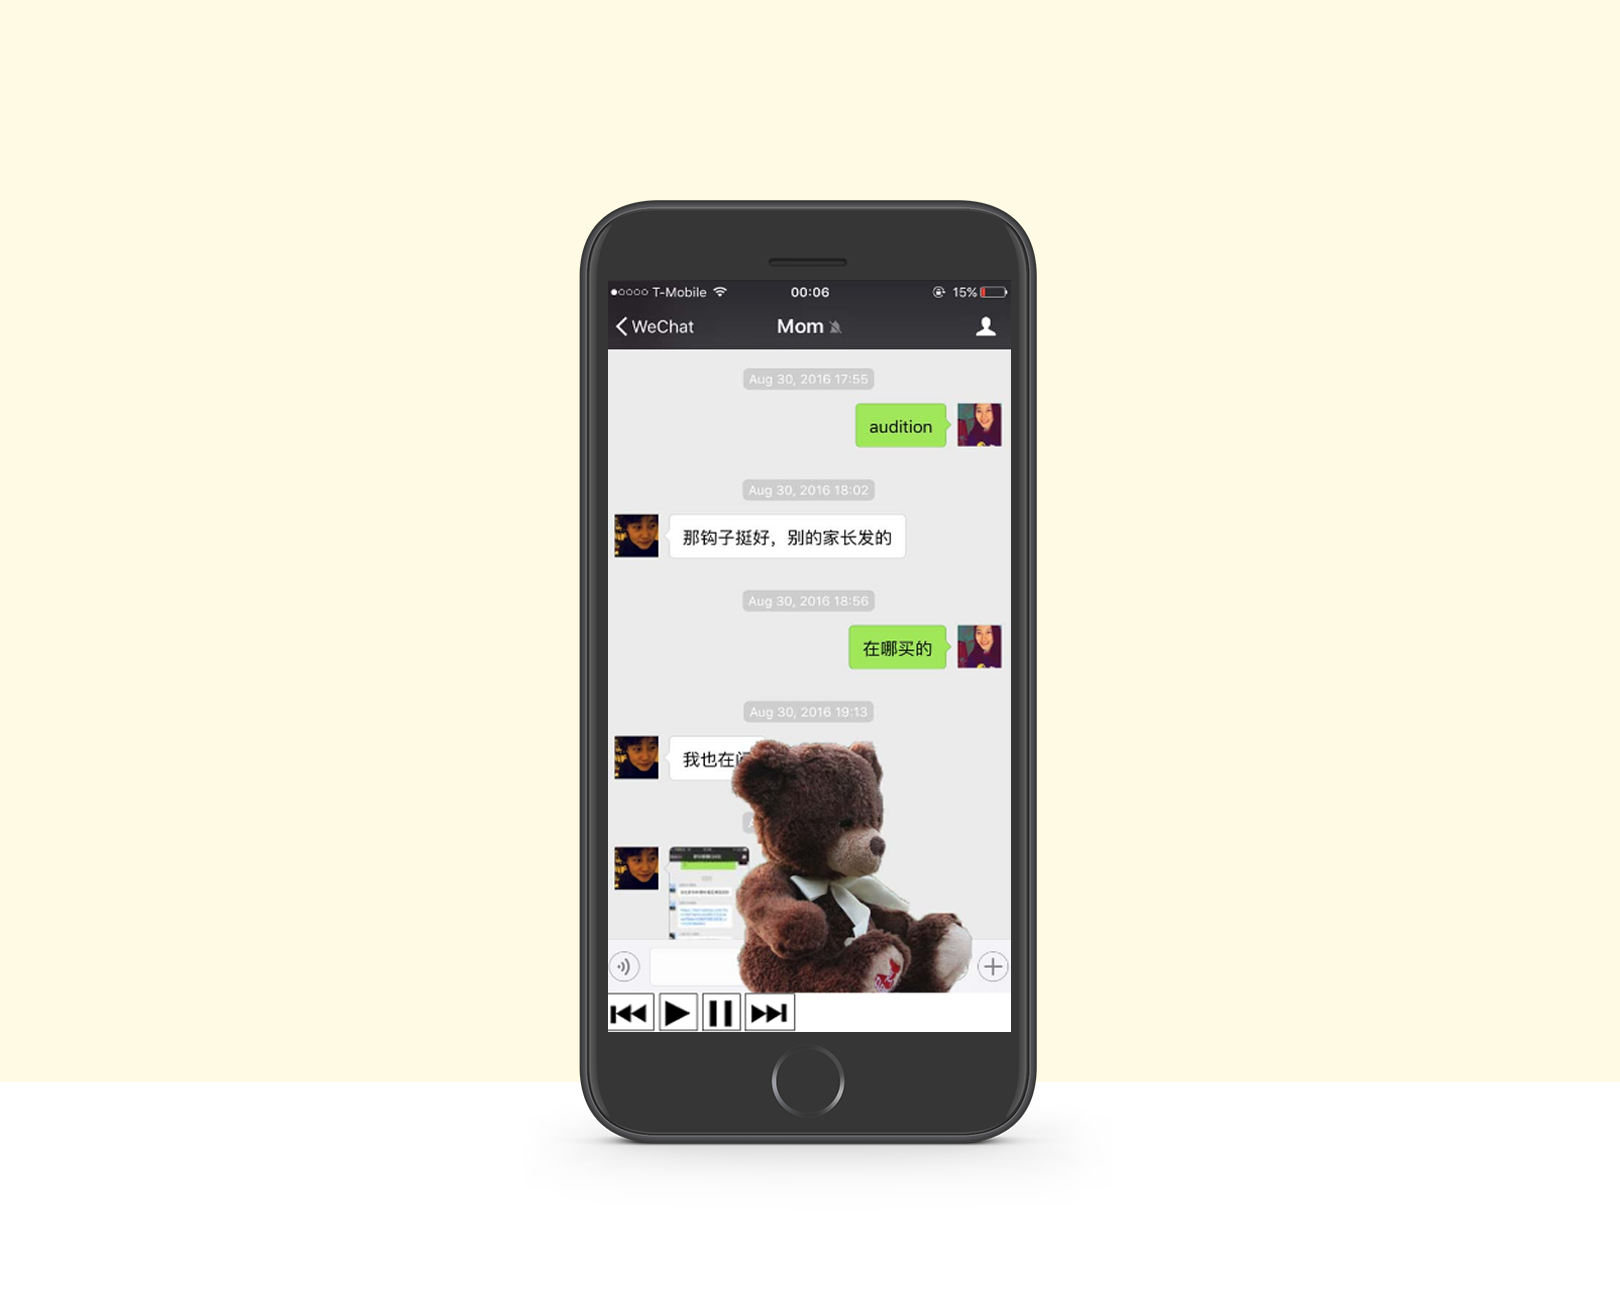 T-Mobile 00:06 15%
WeChat Mom
Aug 30, 2016 17:55
audition
Aug 30, 2016 18:02
那钩子挺好，别的家长发的
Aug 30, 2016 18:56
在哪买的
Aug 30, 2016 19:13
我也在